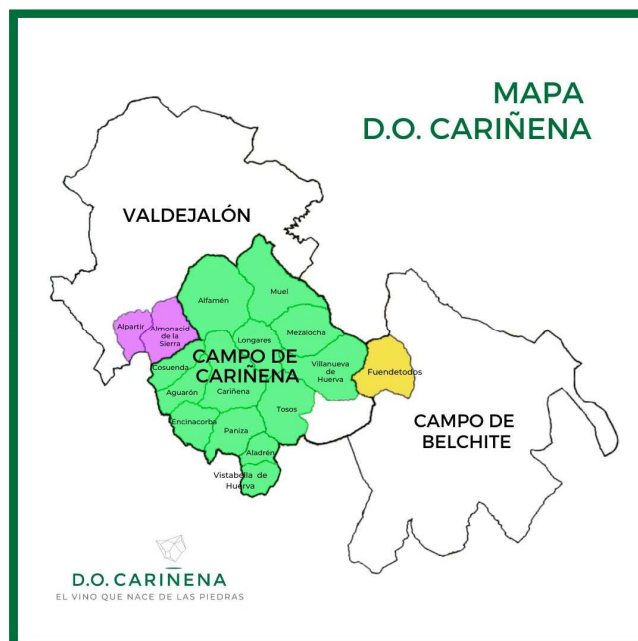 MAPA
D.O. CARIÑENA
VALDEJALÓN
Muel
Alfamén
Alpartir
Almonacid
de la
Sierra
Mezalocha
Longares
CAMPO DE
CARIÑENA
Villanueva
de
Huerva
Fuendetodos
Cosuenda
Aguarón
Cariñena
Tosos
Encinacorba
Paniza
CAMPO DE
BELCHITE
Aladrén
Vistabella de
Huerva
D.O. CARIÑENA
EL VINO QUE NACE DE LAS PIEDRAS